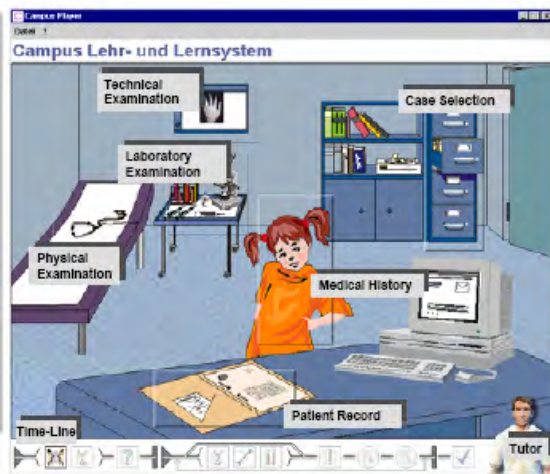 Campus Player
Datei ?
Campus Lehr- und Lernsystem
Technical
Examination
Case Selection
Laboratory
Examination
Physical
Examination
Medical History
Patient Record
Time-Line
Tutor